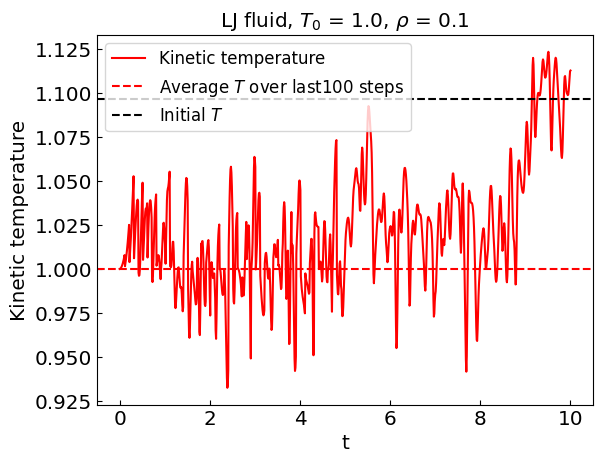 LJ fluid, $T_0$ = 1.0, ρ = 0.1
Kinetic temperature
Average T over last100 steps
Initial T
Kinetic temperature
1.125
1.100
1.075
1.050
1.025
1.000
0.975
0.950
0.925
0
2
4
6
8
10
t